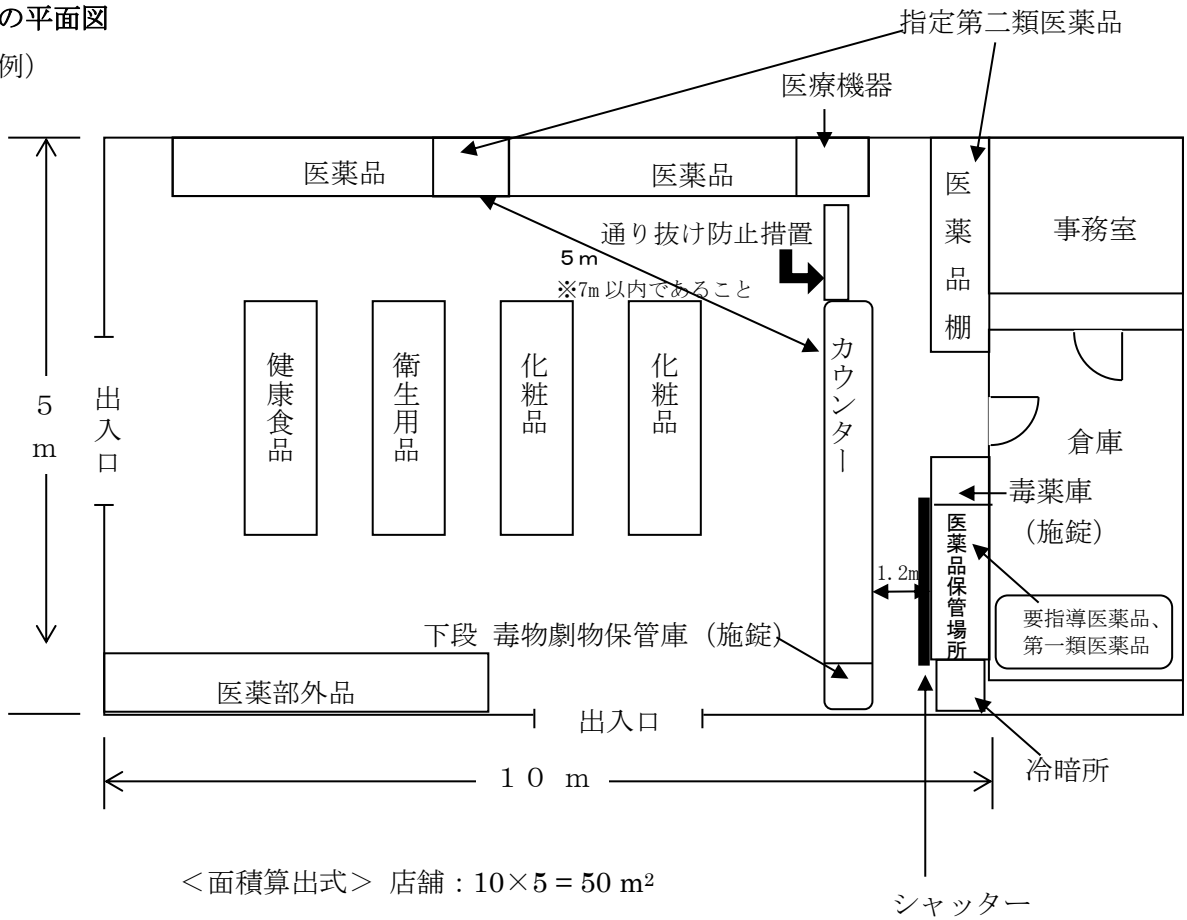 の平面図
例）
指定第二類医薬品
医療機器
医薬品
医薬品
医薬品棚
事務室
通り抜け防止措置
５ｍ
※7m 以内であること
健康食品
衛生用品
化粧品
化粧品
カウンター
５ｍ
出入口
倉庫
毒薬庫
（施錠）
医薬品保管場所
1.2m
要指導医薬品、
第一類医薬品
下段 毒物劇物保管庫（施錠）
医薬部外品
出入口
冷暗所
１０ ｍ
＜面積算出式＞ 店舗：10×5＝50 m²
シャッター